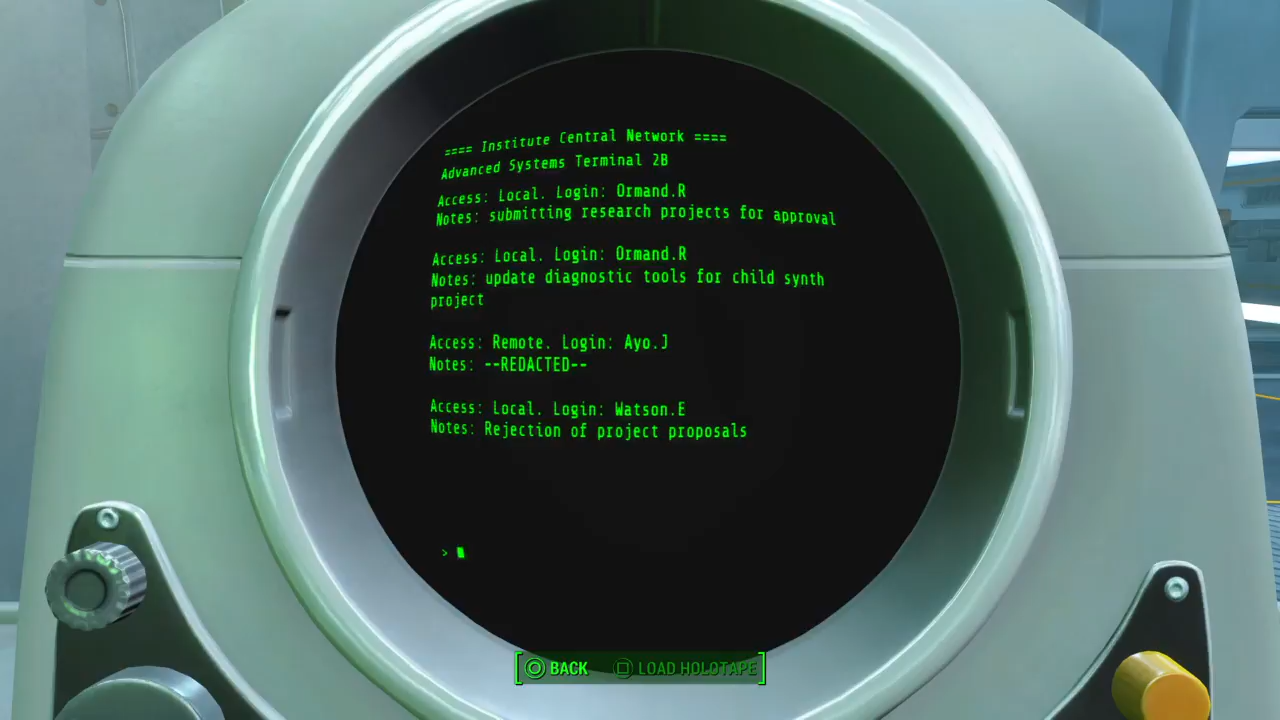 ==== Institute Central Network ====
Advanced Systems Terminal 2B
Access: Local. Login: Ormand.R
Notes: submitting research projects for approval
Access: Local. Login: Ormand.R
Notes: update diagnostic tools for child synth
project
Access: Remote. Login: Ayo.J
Notes: --REDACTED--
Access: Local. Login: Watson.E
Notes: Rejection of project proposals
>
BACK LOAD HOLOTAPE